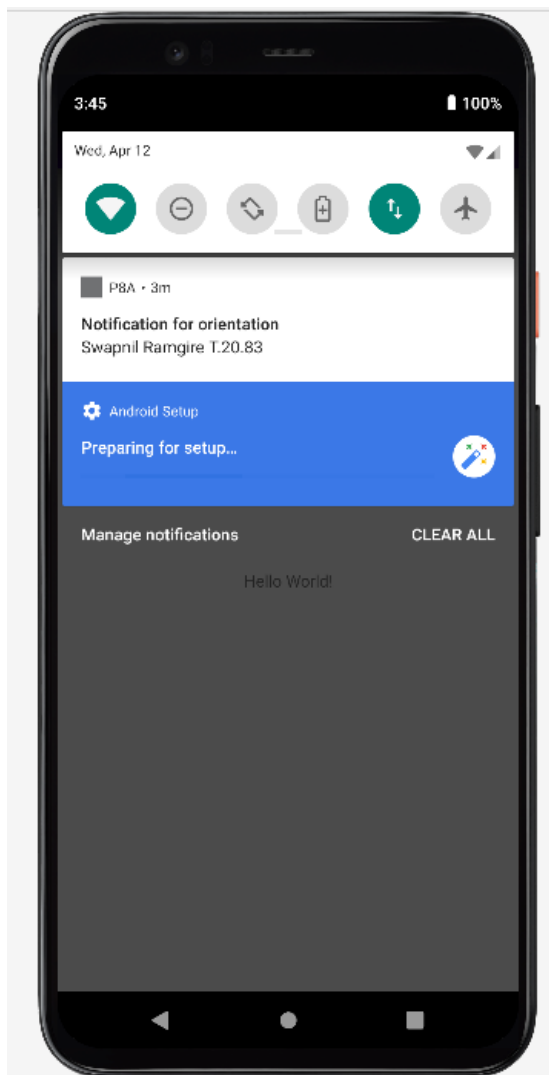 3:45 100%
Wed, Apr 12
P8A • 3m
Notification for orientation
Swapnil Ramgire T.20.83
Android Setup
Preparing for setup...
Manage notifications CLEAR ALL
Hello World!